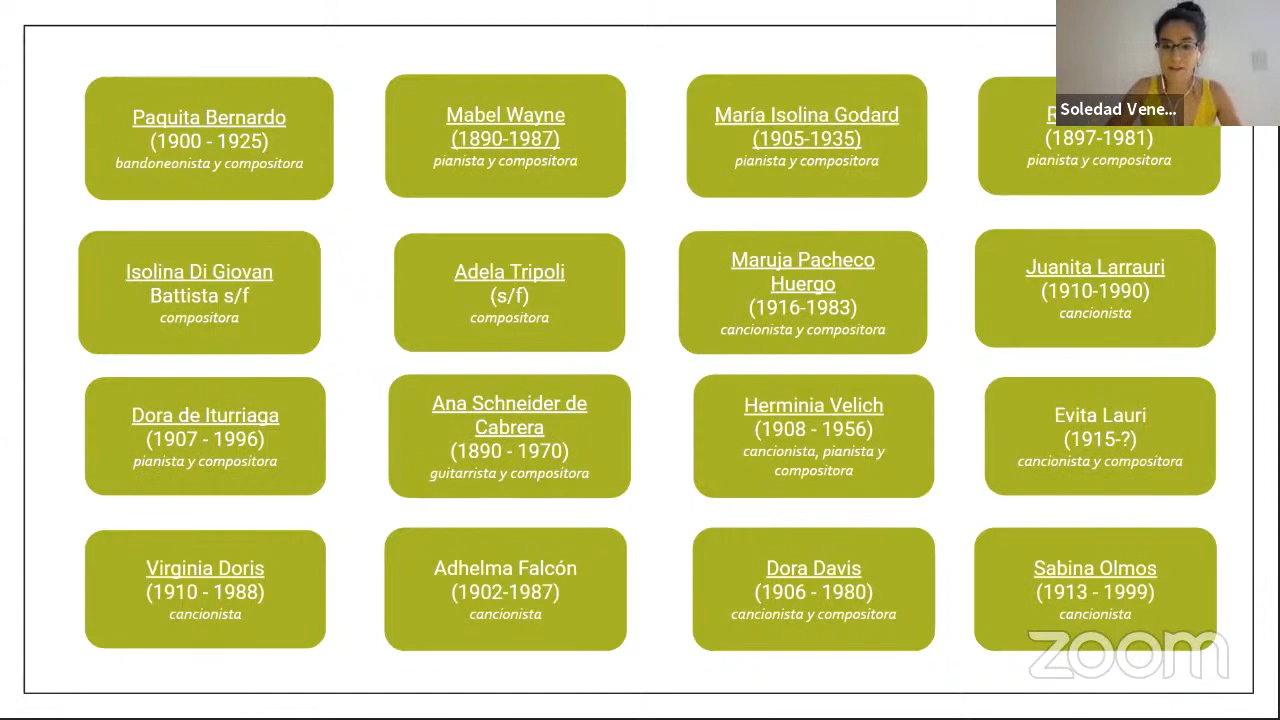 Soledad Vene...
Paquita Bernardo
(1900 - 1925)
bandoneonista y compositora
Mabel Wayne
(1890-1987)
pianista y compositora
María Isolina Godard
(1905-1935)
pianista y compositora
(1897-1981)
pianista y compositora
Isolina Di Giovan
Battista s/f
compositora
Adela Tripoli
(s/f)
compositora
Maruja Pacheco
Huergo
(1916-1983)
cancionista y compositora
Juanita Larrauri
(1910-1990)
cancionista
Dora de Iturriaga
(1907 - 1996)
pianista y compositora
Ana Schneider de
Cabrera
(1890 - 1970)
guitarrista y compositora
Herminia Velich
(1908 - 1956)
cancionista, pianista y
compositora
Evita Lauri
(1915-?)
cancionista y compositora
Virginia Doris
(1910 - 1988)
cancionista
Adhelma Falcón
(1902-1987)
cancionista
Dora Davis
(1906 - 1980)
cancionista y compositora
Sabina Olmos
(1913 - 1999)
cancionista
zoom